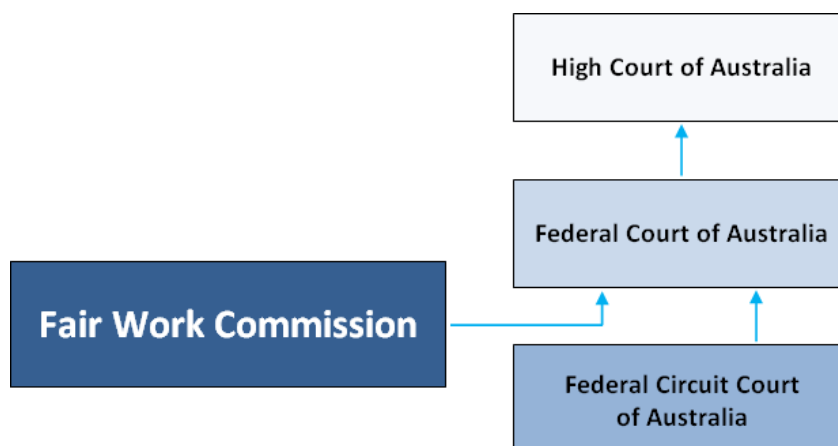 High Court of Australia
Federal Court of Australia
Fair Work Commission
Federal Circuit Court
of Australia